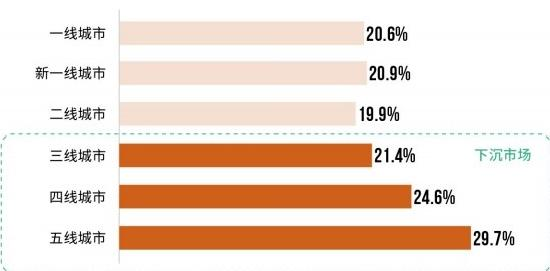 一线城市 20.6%
新一线城市 20.9%
二线城市 19.9%
三线城市 21.4% 下沉市场
四线城市 24.6%
五线城市 29.7%